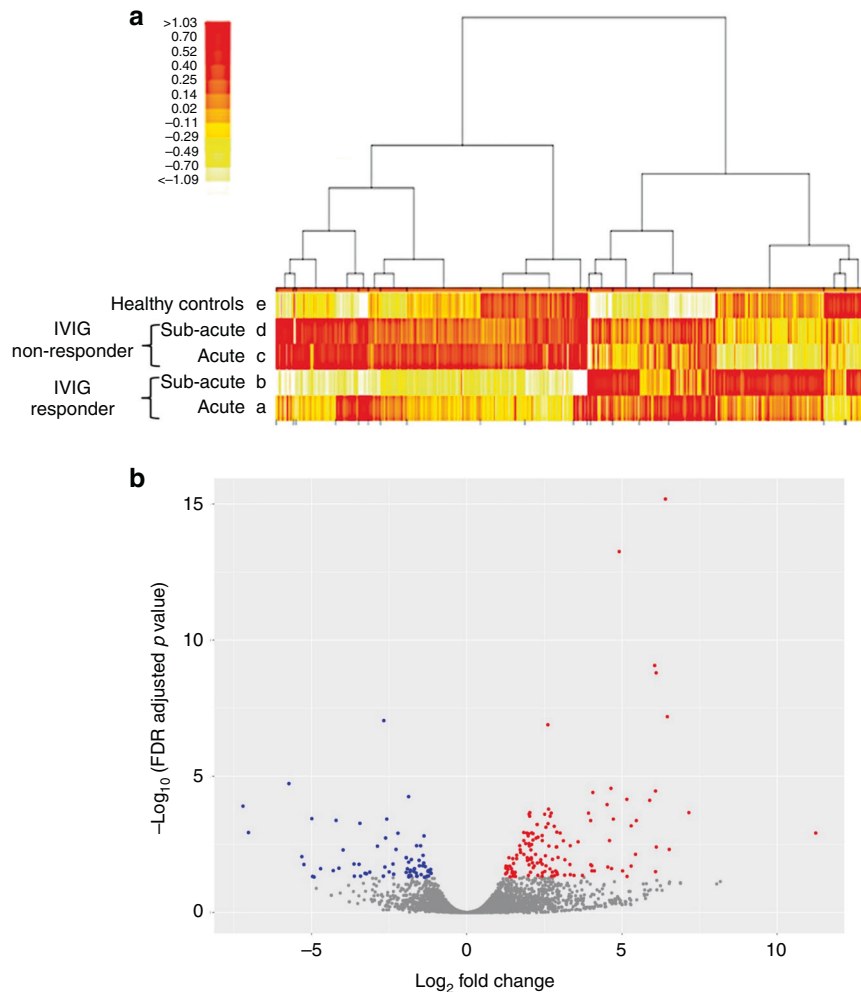 a
>1.03
0.70
0.52
0.40
0.25
0.14
0.02
−0.11
−0.29
−0.49
−0.70
<−1.09
Healthy controls e
IVIG
non-responder
Sub-acute d
Acute c
IVIG
responder
Sub-acute b
Acute a
b
15
10
5
0
−Log10 (FDR adjusted p value)
−5 0 5 10
Log2 fold change